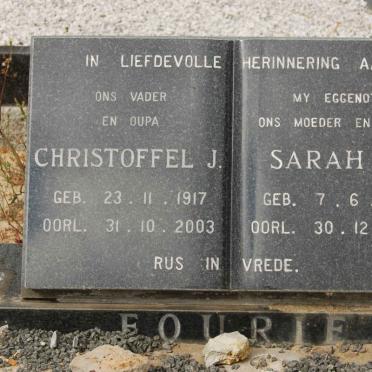 IN LIEFDEVOLLE HERINNERING
ONS VADER
EN OUPA
CHRISTOFFEL J.
GEB. 23.11.1917
OORL. 31.10.2003
MY
ONS MOEDER EN
SARAH
GEB. 7.6.
OORL. 30.12
RUS IN VREDE.
FOURIE